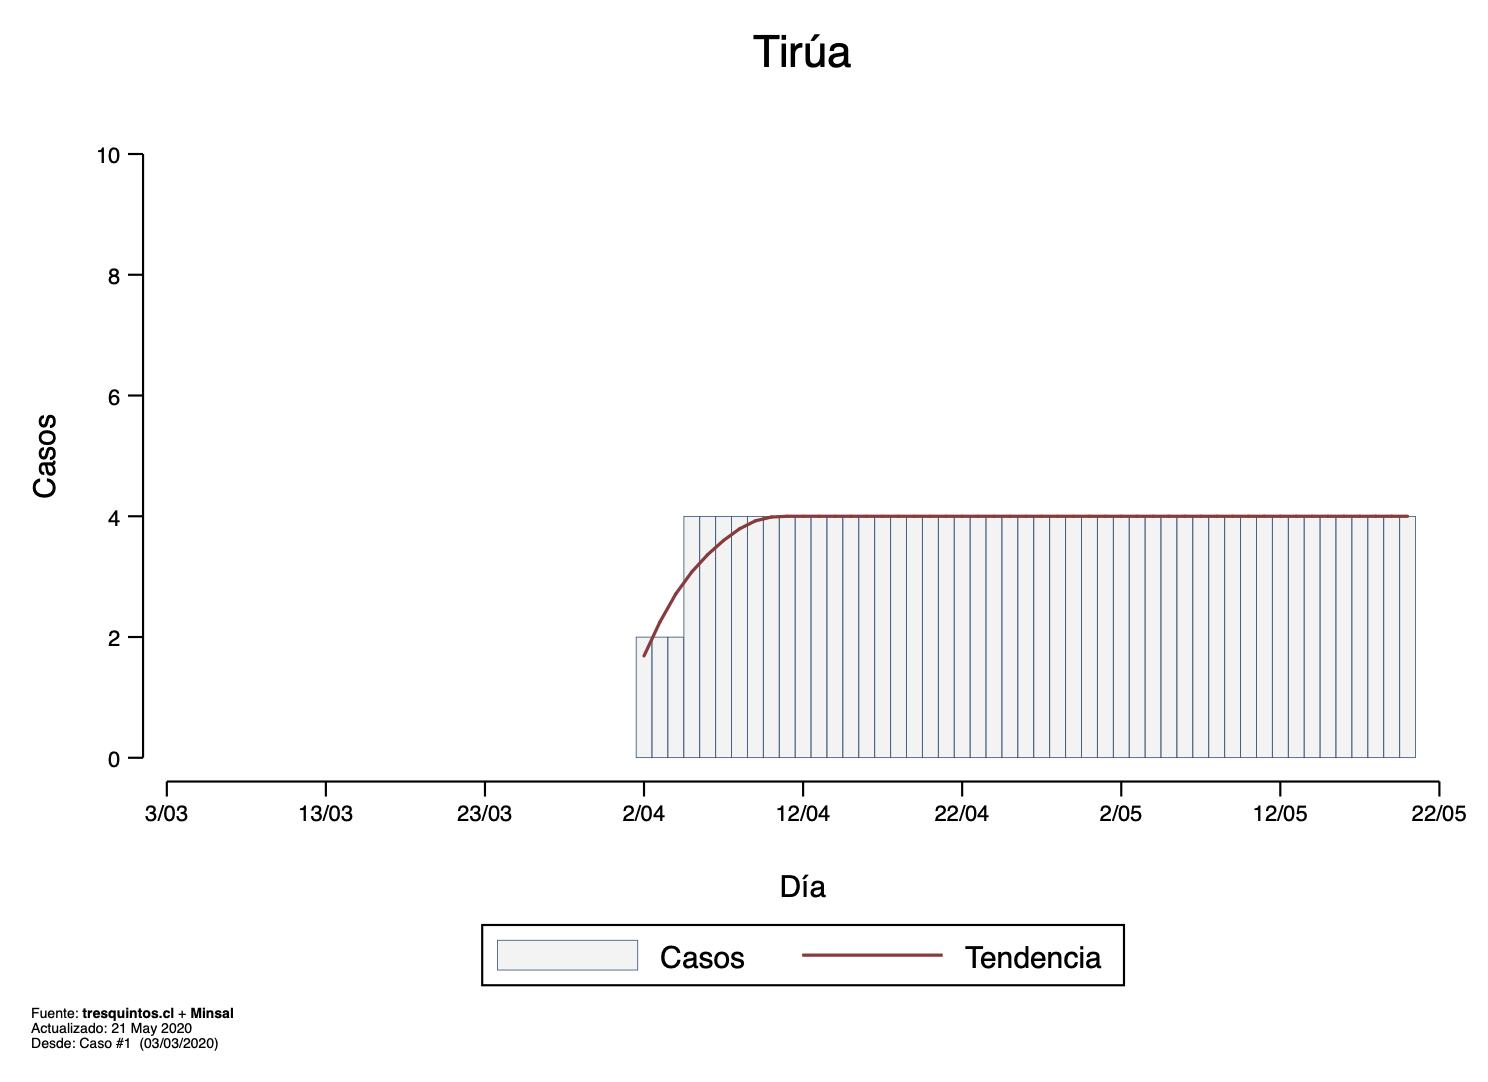 Tirúa
10
8
6
4
2
0
Casos
3/03 13/03 23/03 2/04 12/04 22/04 2/05 12/05 22/05
Día
Casos Tendencia
Fuente: tresquintos.cl + Minsal
Actualizado: 21 May 2020
Desde: Caso #1 (03/03/2020)